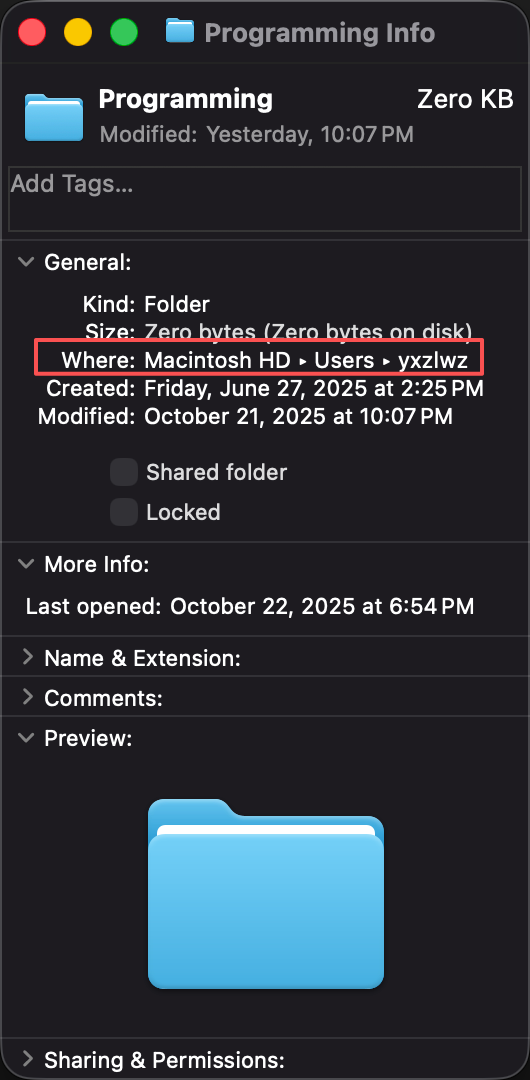 Programming Info
Programming Zero KB
Modified: Yesterday, 10:07 PM
Add Tags...
General:
Kind: Folder
Size: Zero bytes (Zero bytes on disk)
Where: Macintosh HD ▸ Users ▸ yxzlwz
Created: Friday, June 27, 2025 at 2:25 PM
Modified: October 21, 2025 at 10:07 PM
Shared folder
Locked
More Info:
Last opened: October 22, 2025 at 6:54 PM
Name & Extension:
Comments:
Preview:
Sharing & Permissions: